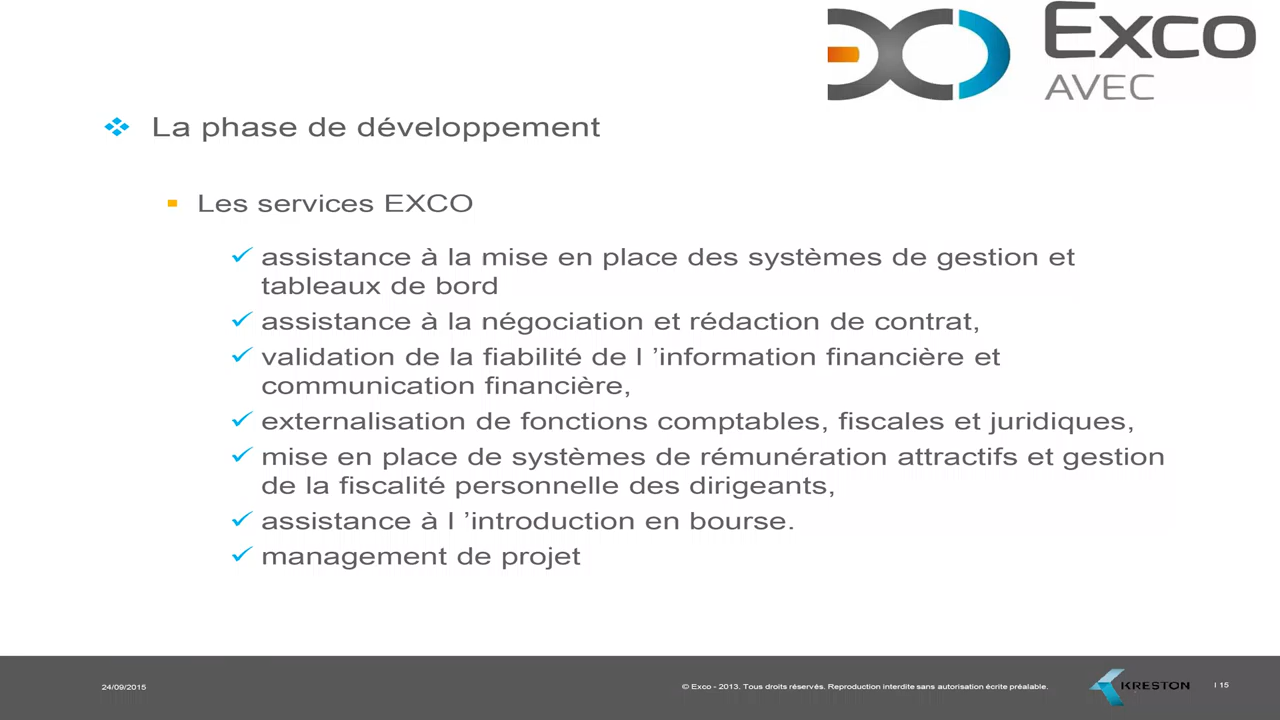 Exco
AVEC
La phase de développement
Les services EXCO
assistance à la mise en place des systèmes de gestion et
tableaux de bord
assistance à la négociation et rédaction de contrat,
validation de la fiabilité de l ’information financière et
communication financière,
externalisation de fonctions comptables, fiscales et juridiques,
mise en place de systèmes de rémunération attractifs et gestion
de la fiscalité personnelle des dirigeants,
assistance à l ’introduction en bourse.
management de projet
24/09/2015
© Exco - 2013. Tous droits réservés. Reproduction interdite sans autorisation écrite préalable.
KRESTON
I 15